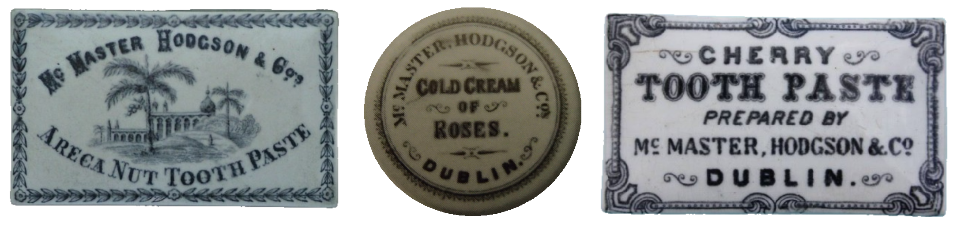 Mc MASTER HODGSON & Co's
ARECA NUT TOOTH PASTE
Mc MASTER, HODGSON & Co's
COLD CREAM
OF
ROSES.
DUBLIN.
CHERRY
TOOTH PASTE
PREPARED BY
Mc MASTER, HODGSON & Co
DUBLIN.